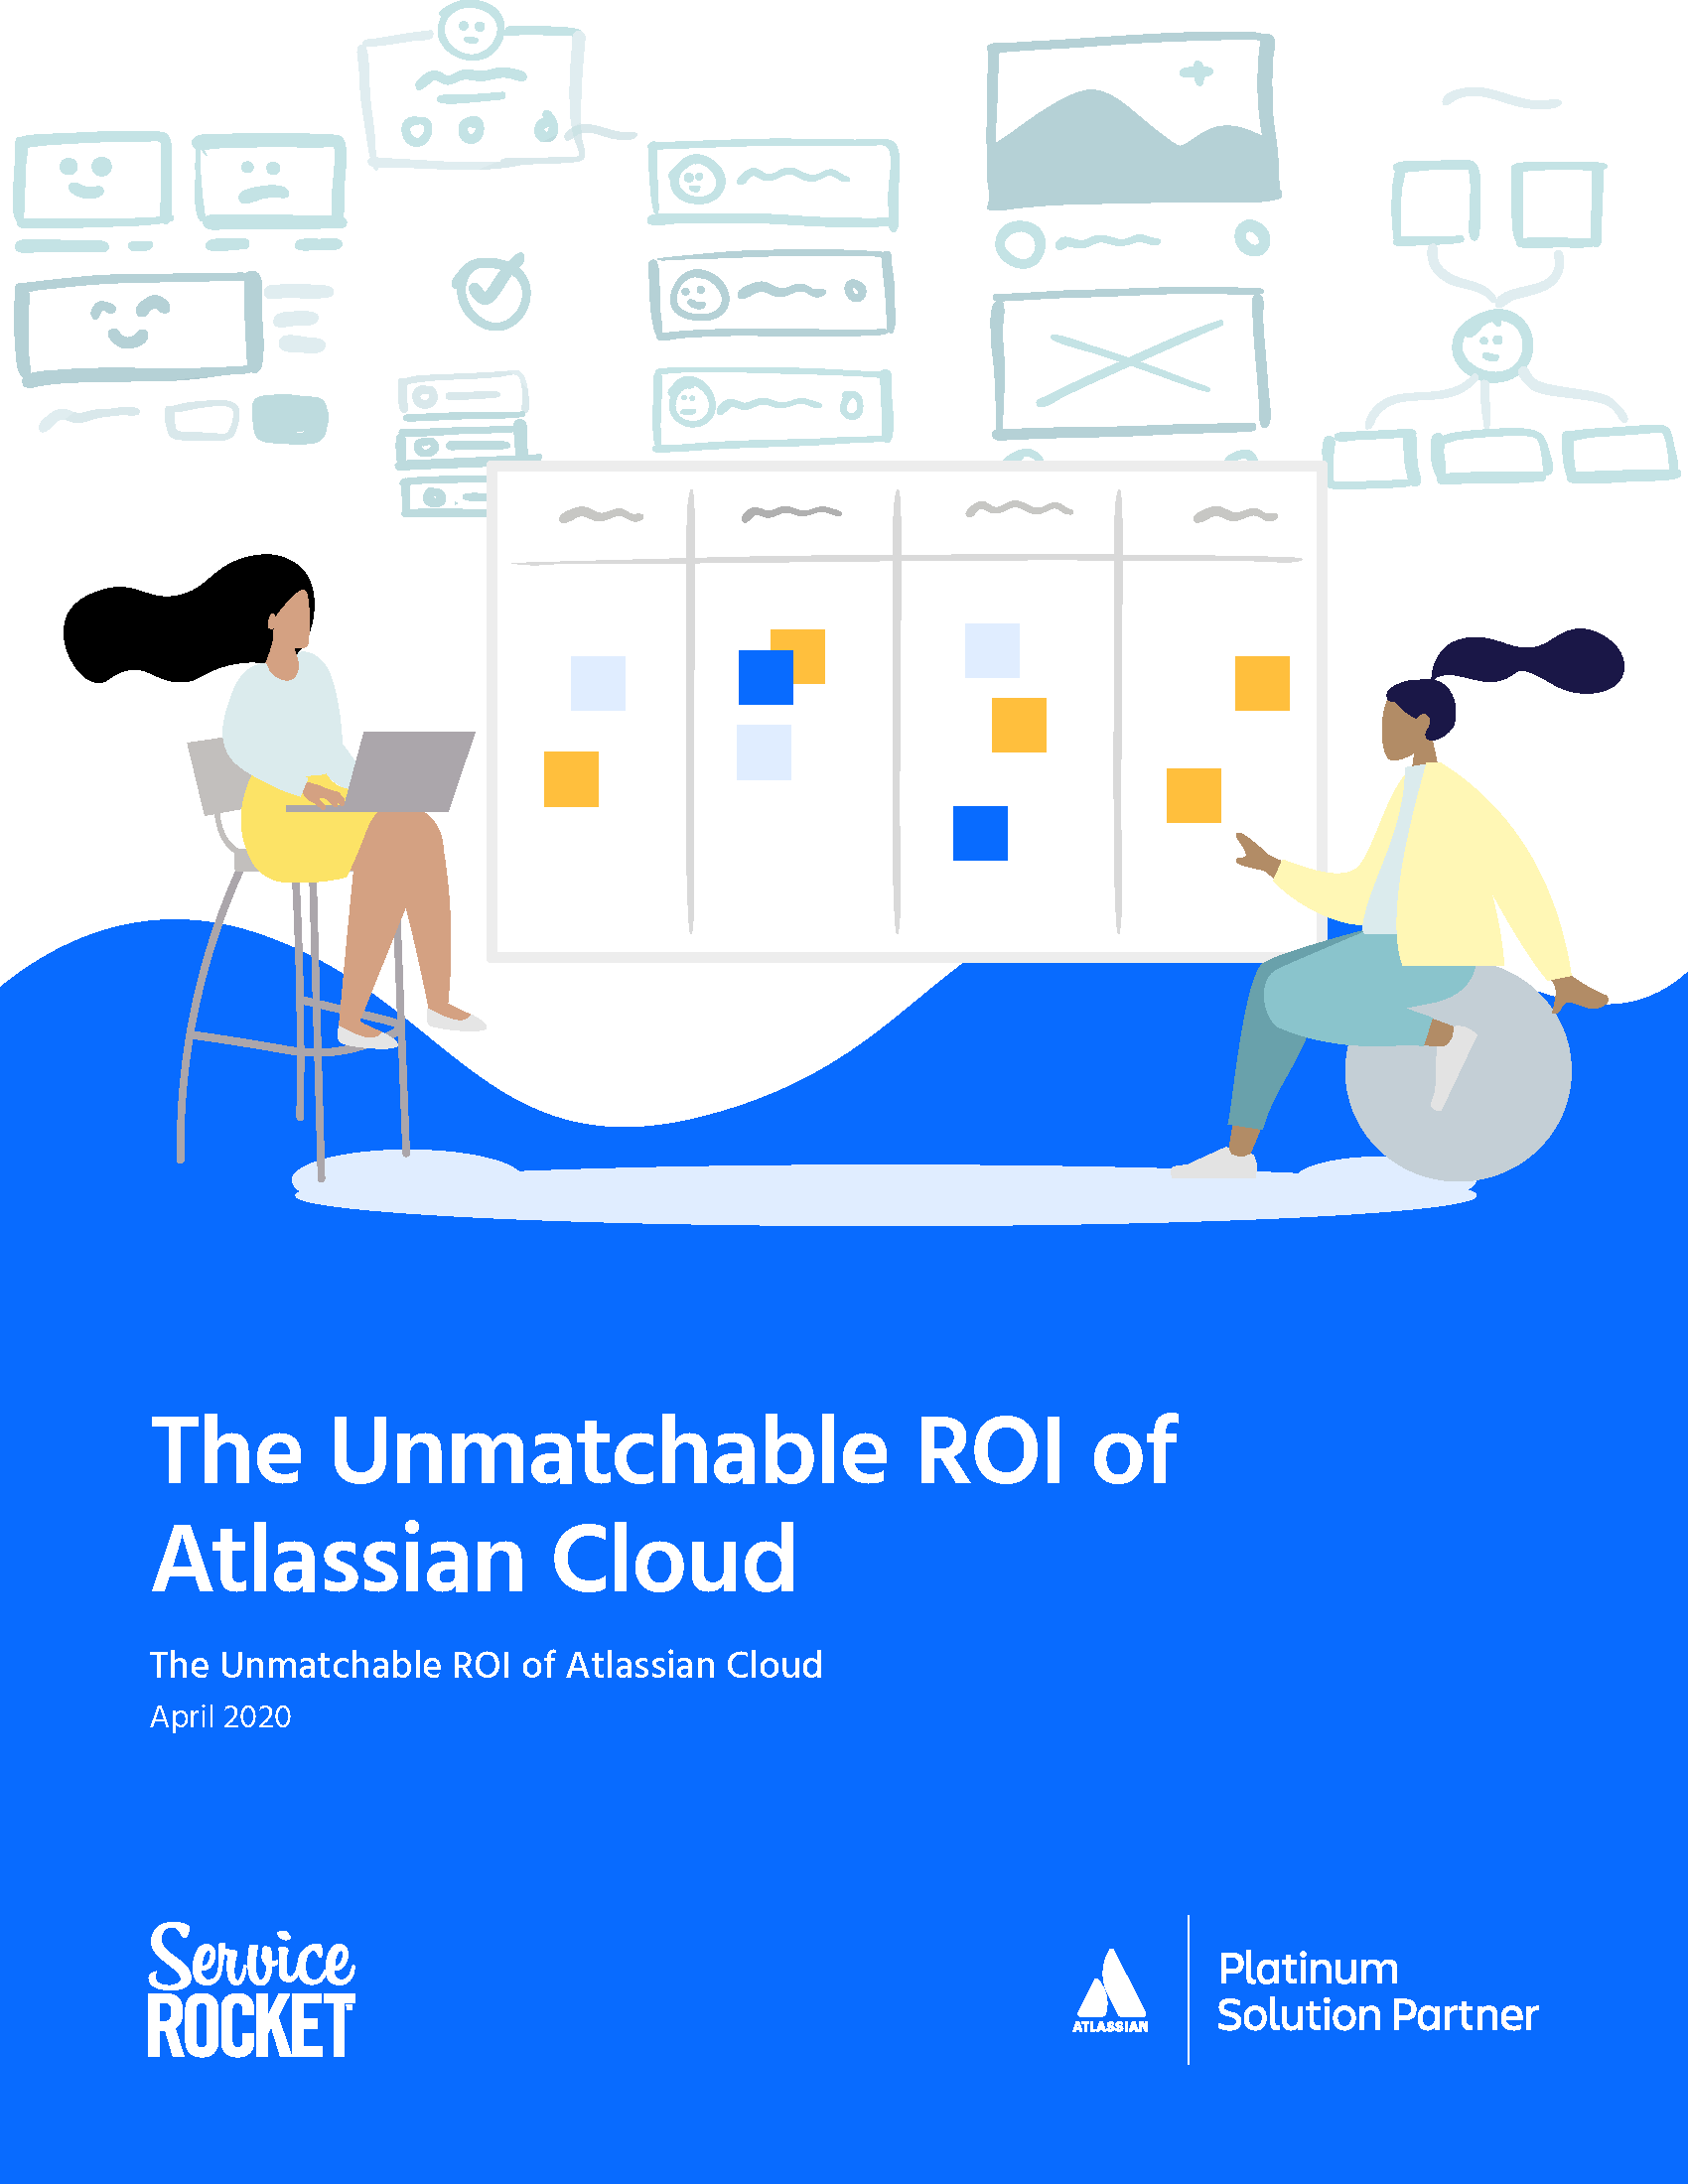 The Unmatchable ROI of
Atlassian Cloud
The Unmatchable ROI of Atlassian Cloud
April 2020
Service
ROCKET
ATLASSIAN
Platinum
Solution Partner